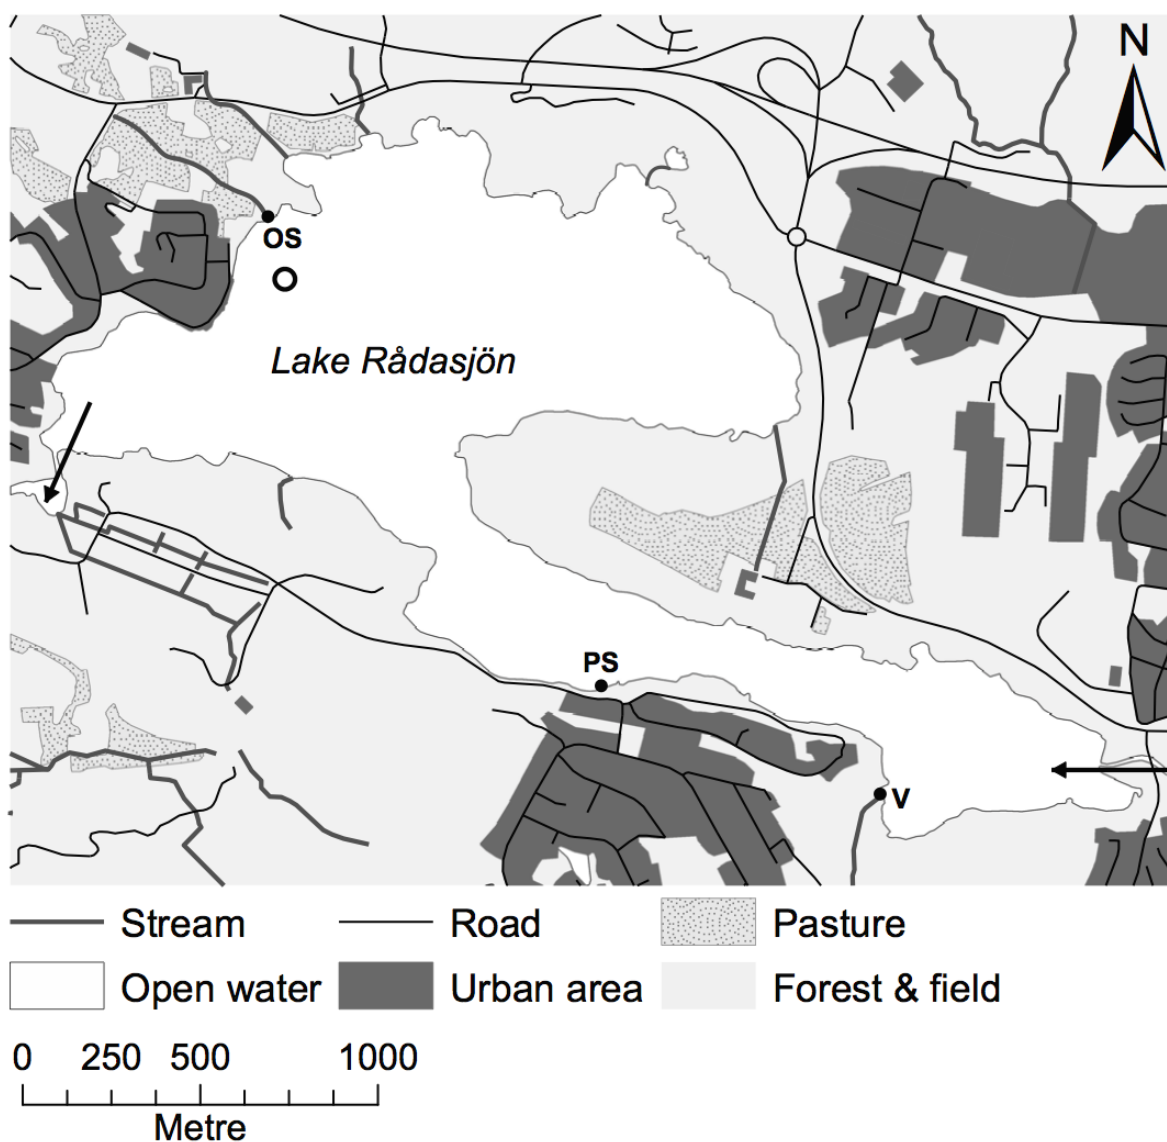 N
OS
Lake Rådasjön
PS
V
Stream Road Pasture
Open water Urban area Forest & field
0 250 500 1000
Metre